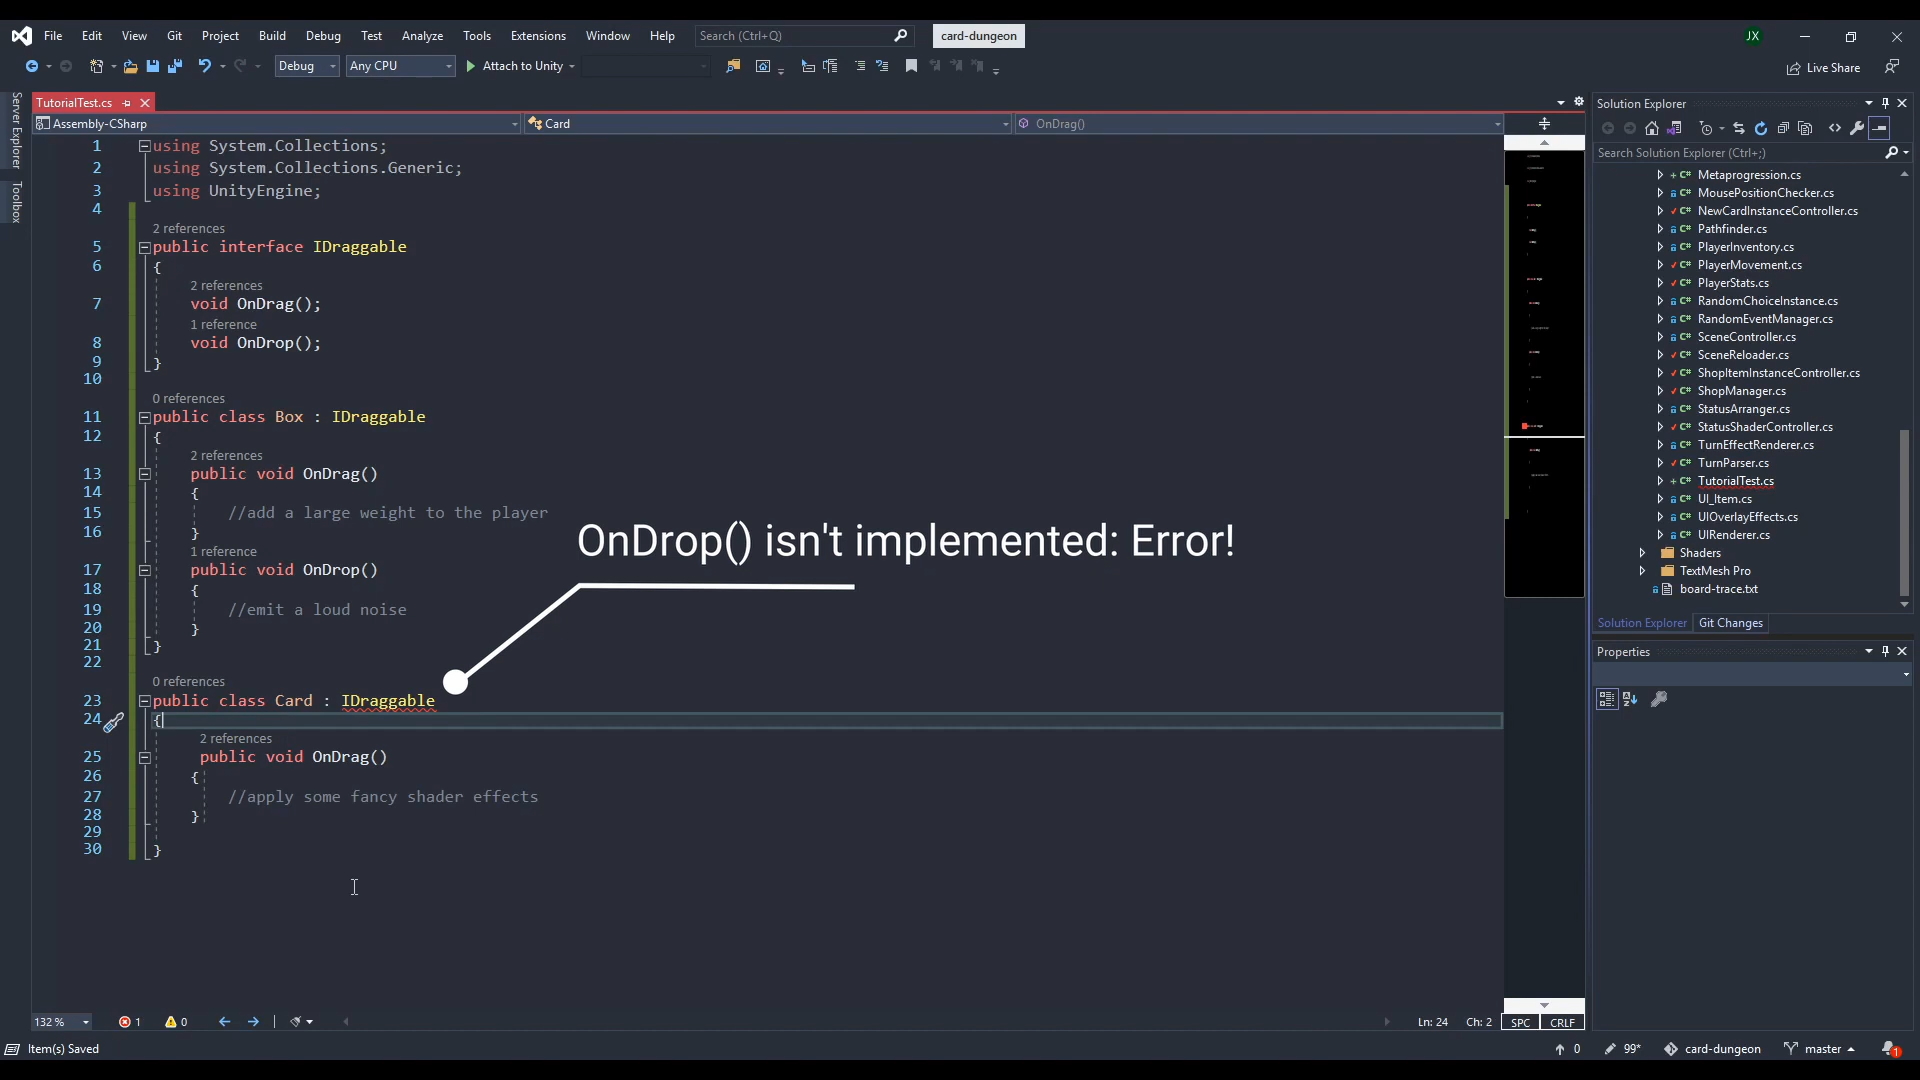 File Edit View Git Project Build Debug Test Analyze Tools Extensions Window Help Search (Ctrl+Q) card-dungeon JX
Debug Any CPU Attach to Unity Live Share
Server Explorer
Toolbox
TutorialTest.cs
Assembly-CSharp Card OnDrag()
1 using System.Collections;
2 using System.Collections.Generic;
3 using UnityEngine;
4
2 references
5 public interface IDraggable
6 {
2 references
7 void OnDrag();
1 reference
8 void OnDrop();
9 }
10
0 references
11 public class Box : IDraggable
12 {
2 references
13 public void OnDrag()
14 {
15 //add a large weight to the player
16 }
1 reference
17 public void OnDrop()
18 {
19 //emit a loud noise
20 }
21 }
22
0 references
23 public class Card : IDraggable
24 {
2 references
25 public void OnDrag()
26 {
27 //apply some fancy shader effects
28 }
29
30 }
OnDrop() isn't implemented: Error!
Solution Explorer
Search Solution Explorer (Ctrl+;)
C# Metaprogression.cs
C# MousePositionChecker.cs
C# NewCardInstanceController.cs
C# Pathfinder.cs
C# PlayerInventory.cs
C# PlayerMovement.cs
C# PlayerStats.cs
C# RandomChoiceInstance.cs
C# RandomEventManager.cs
C# SceneController.cs
C# SceneReloader.cs
C# ShopItemInstanceController.cs
C# ShopManager.cs
C# StatusArranger.cs
C# StatusShaderController.cs
C# TurnEffectRenderer.cs
C# TurnParser.cs
C# TutorialTest.cs
C# UI_Item.cs
C# UIOverlayEffects.cs
C# UIRenderer.cs
Shaders
TextMesh Pro
board-trace.txt
Solution Explorer Git Changes
Properties
132 % 1 0 Ln: 24 Ch: 2 SPC CRLF
Item(s) Saved 0 99* card-dungeon master 1